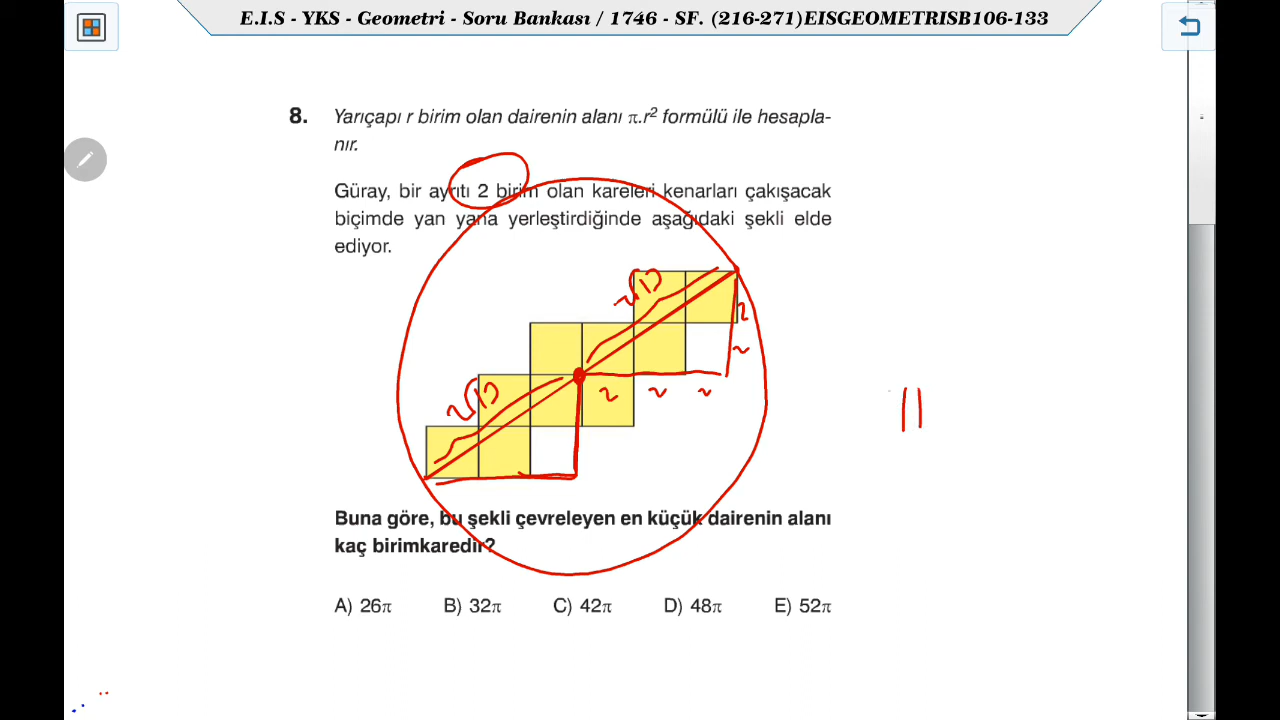 E.I.S - YKS - Geometri - Soru Bankası / 1746 - SF. (216-271)EISGEOMETRISB106-133
8. Yarıçapı r birim olan dairenin alanı π.r² formülü ile hesapla-
nır.
Güray, bir ayrıtı 2 birim olan kareleri kenarları çakışacak
biçimde yan yana yerleştirdiğinde aşağıdaki şekli elde
ediyor.
2√13
2
2
2√13
2 2 2
Buna göre, bu şekli çevreleyen en küçük dairenin alanı
kaç birimkaredir?
A) 26π B) 32π C) 42π D) 48π E) 52π